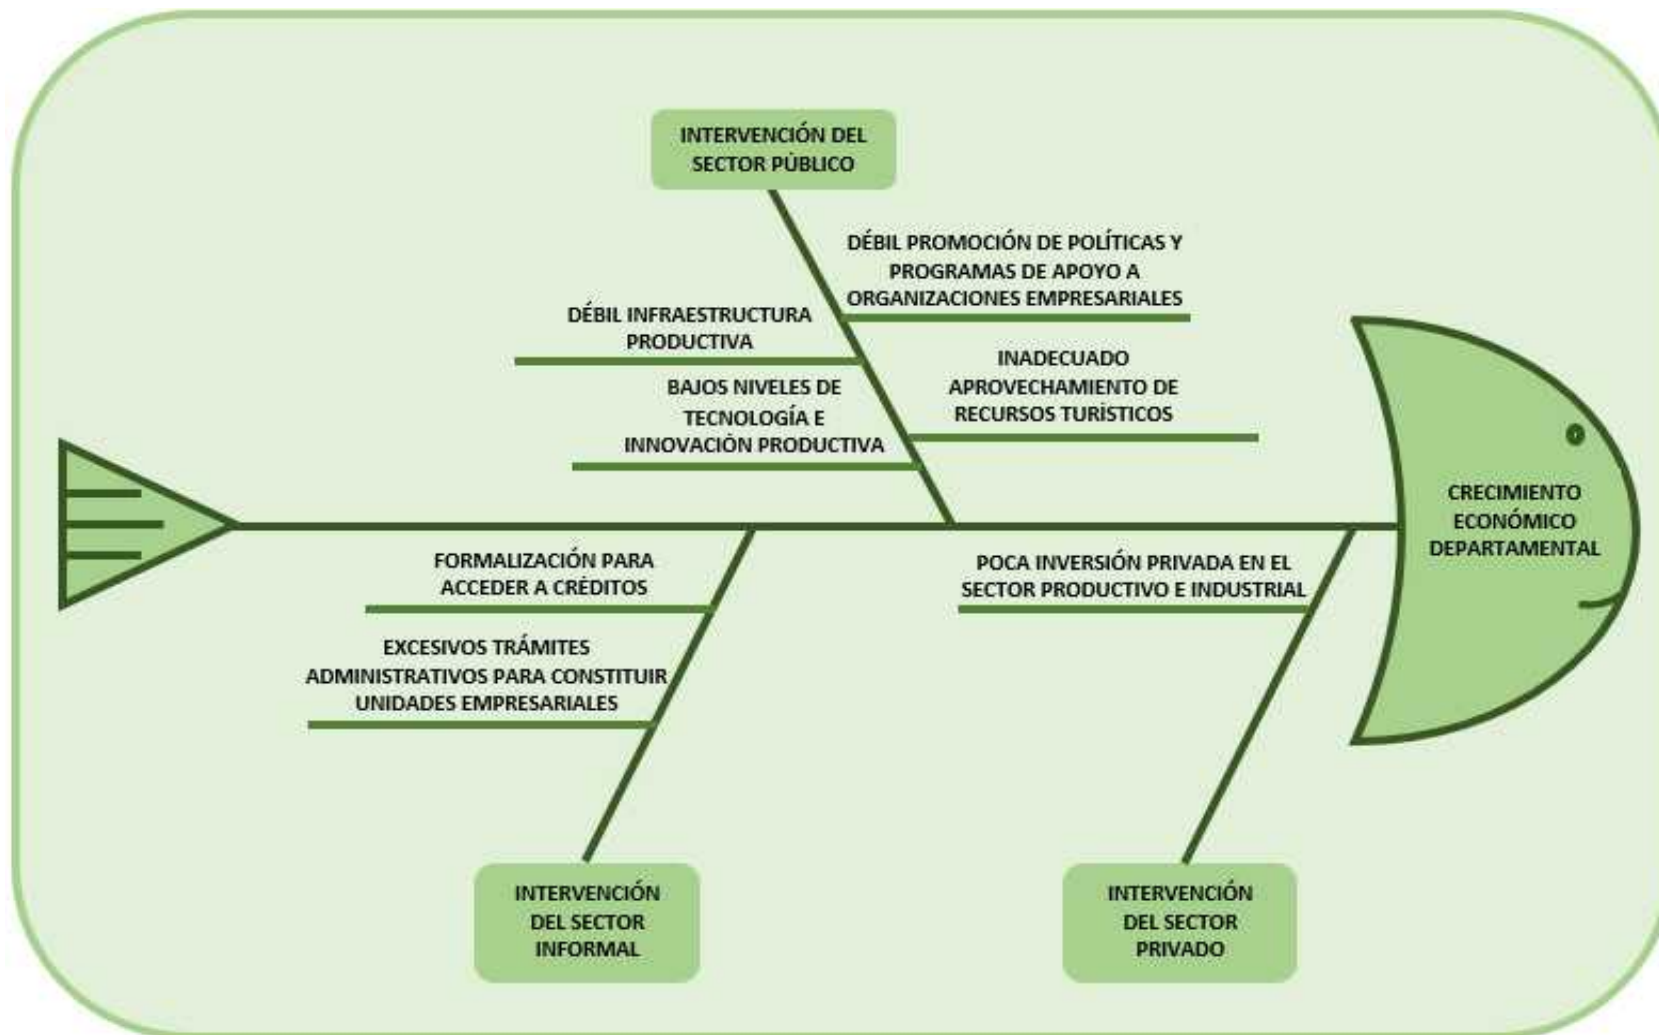 INTERVENCIÓN DEL
SECTOR PÚBLICO
DÉBIL PROMOCIÓN DE POLÍTICAS Y
PROGRAMAS DE APOYO A
ORGANIZACIONES EMPRESARIALES
DÉBIL INFRAESTRUCTURA
PRODUCTIVA
INADECUADO
APROVECHAMIENTO DE
RECURSOS TURÍSTICOS
BAJOS NIVELES DE
TECNOLOGÍA E
INNOVACIÓN PRODUCTIVA
CRECIMIENTO
ECONÓMICO
DEPARTAMENTAL
FORMALIZACIÓN PARA
ACCEDER A CRÉDITOS
POCA INVERSIÓN PRIVADA EN EL
SECTOR PRODUCTIVO E INDUSTRIAL
EXCESIVOS TRÁMITES
ADMINISTRATIVOS PARA CONSTITUIR
UNIDADES EMPRESARIALES
INTERVENCIÓN
DEL SECTOR
INFORMAL
INTERVENCIÓN
DEL SECTOR
PRIVADO